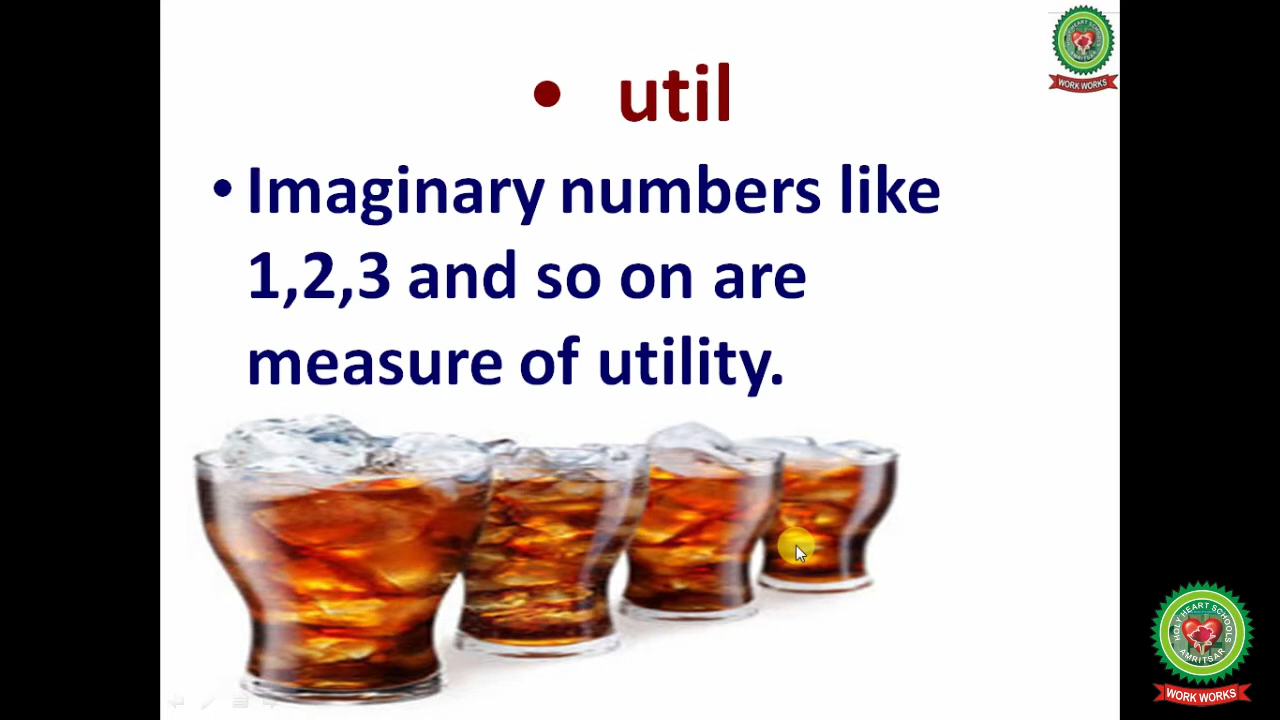 • util
• Imaginary numbers like
1,2,3 and so on are
measure of utility.
WORK WORKS
HOLY HEART SCHOOLS
AMRITSAR
WORK WORKS